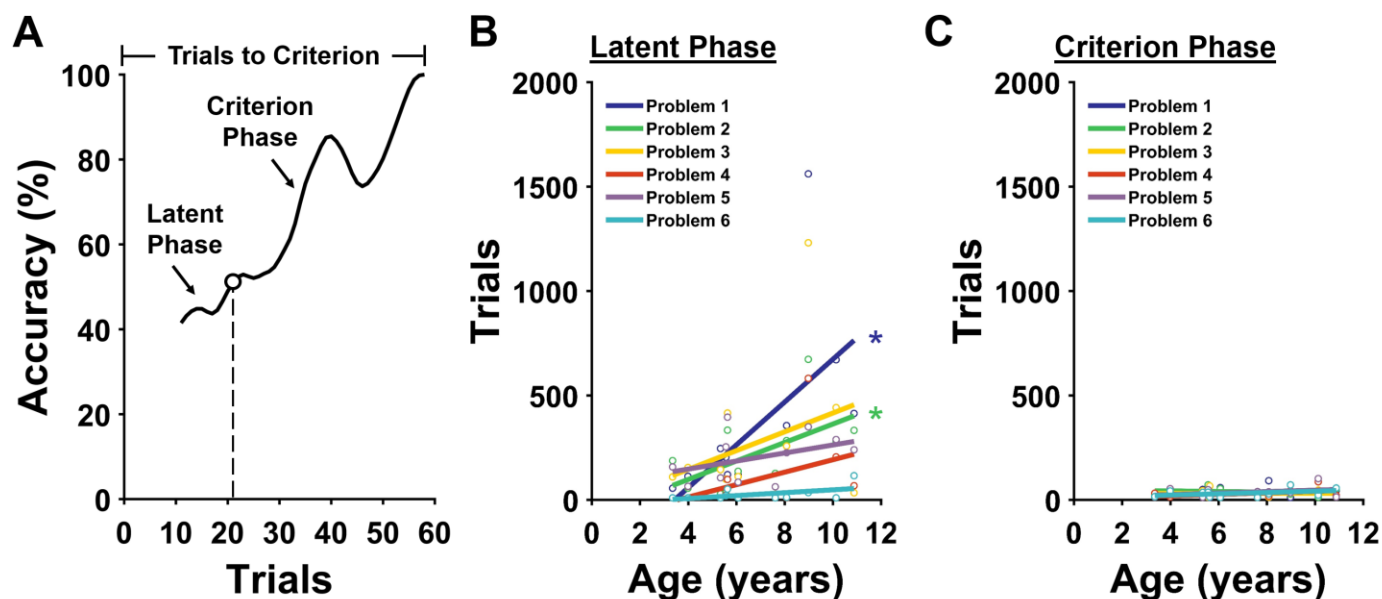 A
Trials to Criterion
100
80
60
40
20
0
Accuracy (%)
Criterion
Phase
Latent
Phase
0 10 20 30 40 50 60
Trials
B
Latent Phase
2000
1500
1000
500
0
Trials
Problem 1
Problem 2
Problem 3
Problem 4
Problem 5
Problem 6
*
*
0 2 4 6 8 10 12
Age (years)
C
Criterion Phase
2000
1500
1000
500
0
Trials
Problem 1
Problem 2
Problem 3
Problem 4
Problem 5
Problem 6
0 2 4 6 8 10 12
Age (years)